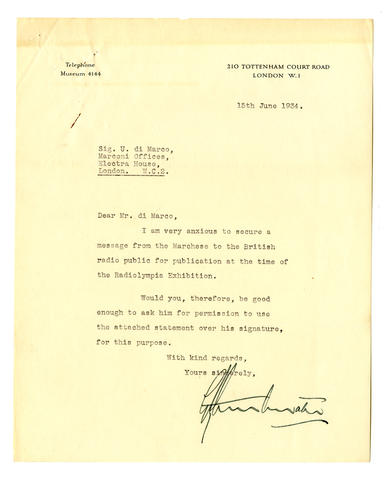 Telephone
Museum 4144
210 TOTTENHAM COURT ROAD
LONDON W.1
15th June 1934.
Sig. U. di Marco,
Marconi Offices,
Electra House,
London. W.C.2.
Dear Mr. di Marco,
I am very anxious to secure a
message from the Marchese to the British
radio public for publication at the time of
the Radiolympic Exhibition.
Would you, therefore, be good
enough to ask him for permission to use
the attached statement over his signature,
for this purpose.
With kind regards,
Yours sincerely,